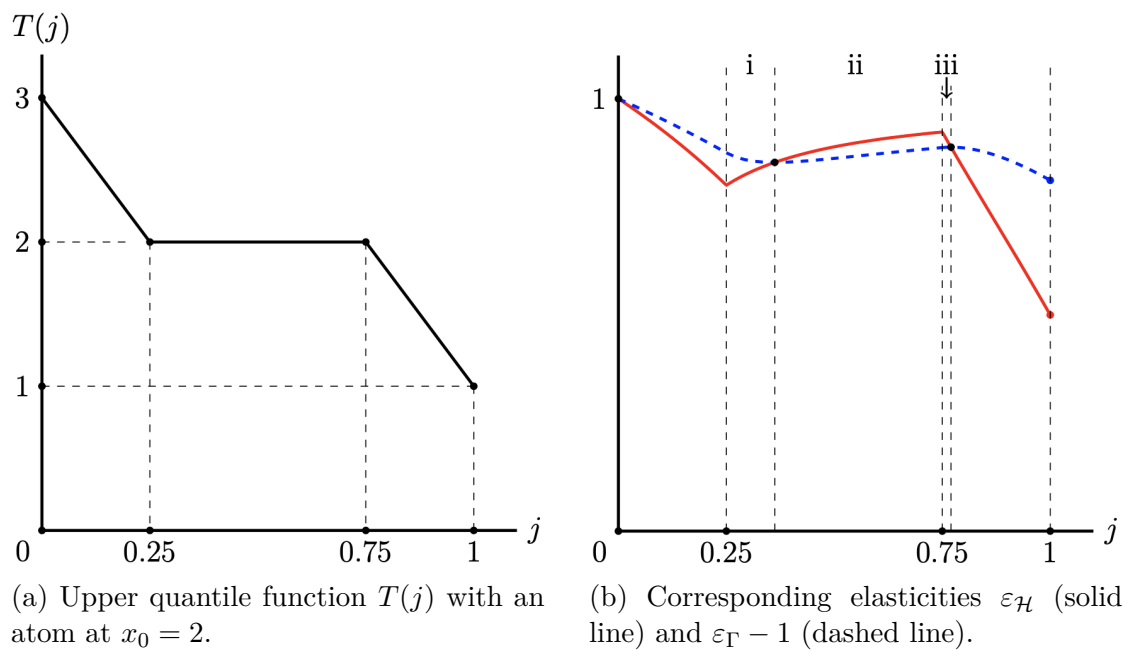 T(j)
3
2
1
0
0.25
0.75
1
j
(a) Upper quantile function T(j) with an
atom at x₀ = 2.
i
ii
iii
1
0
0.25
0.75
1
j
(b) Corresponding elasticities ε_ℋ (solid
line) and ε_Γ − 1 (dashed line).